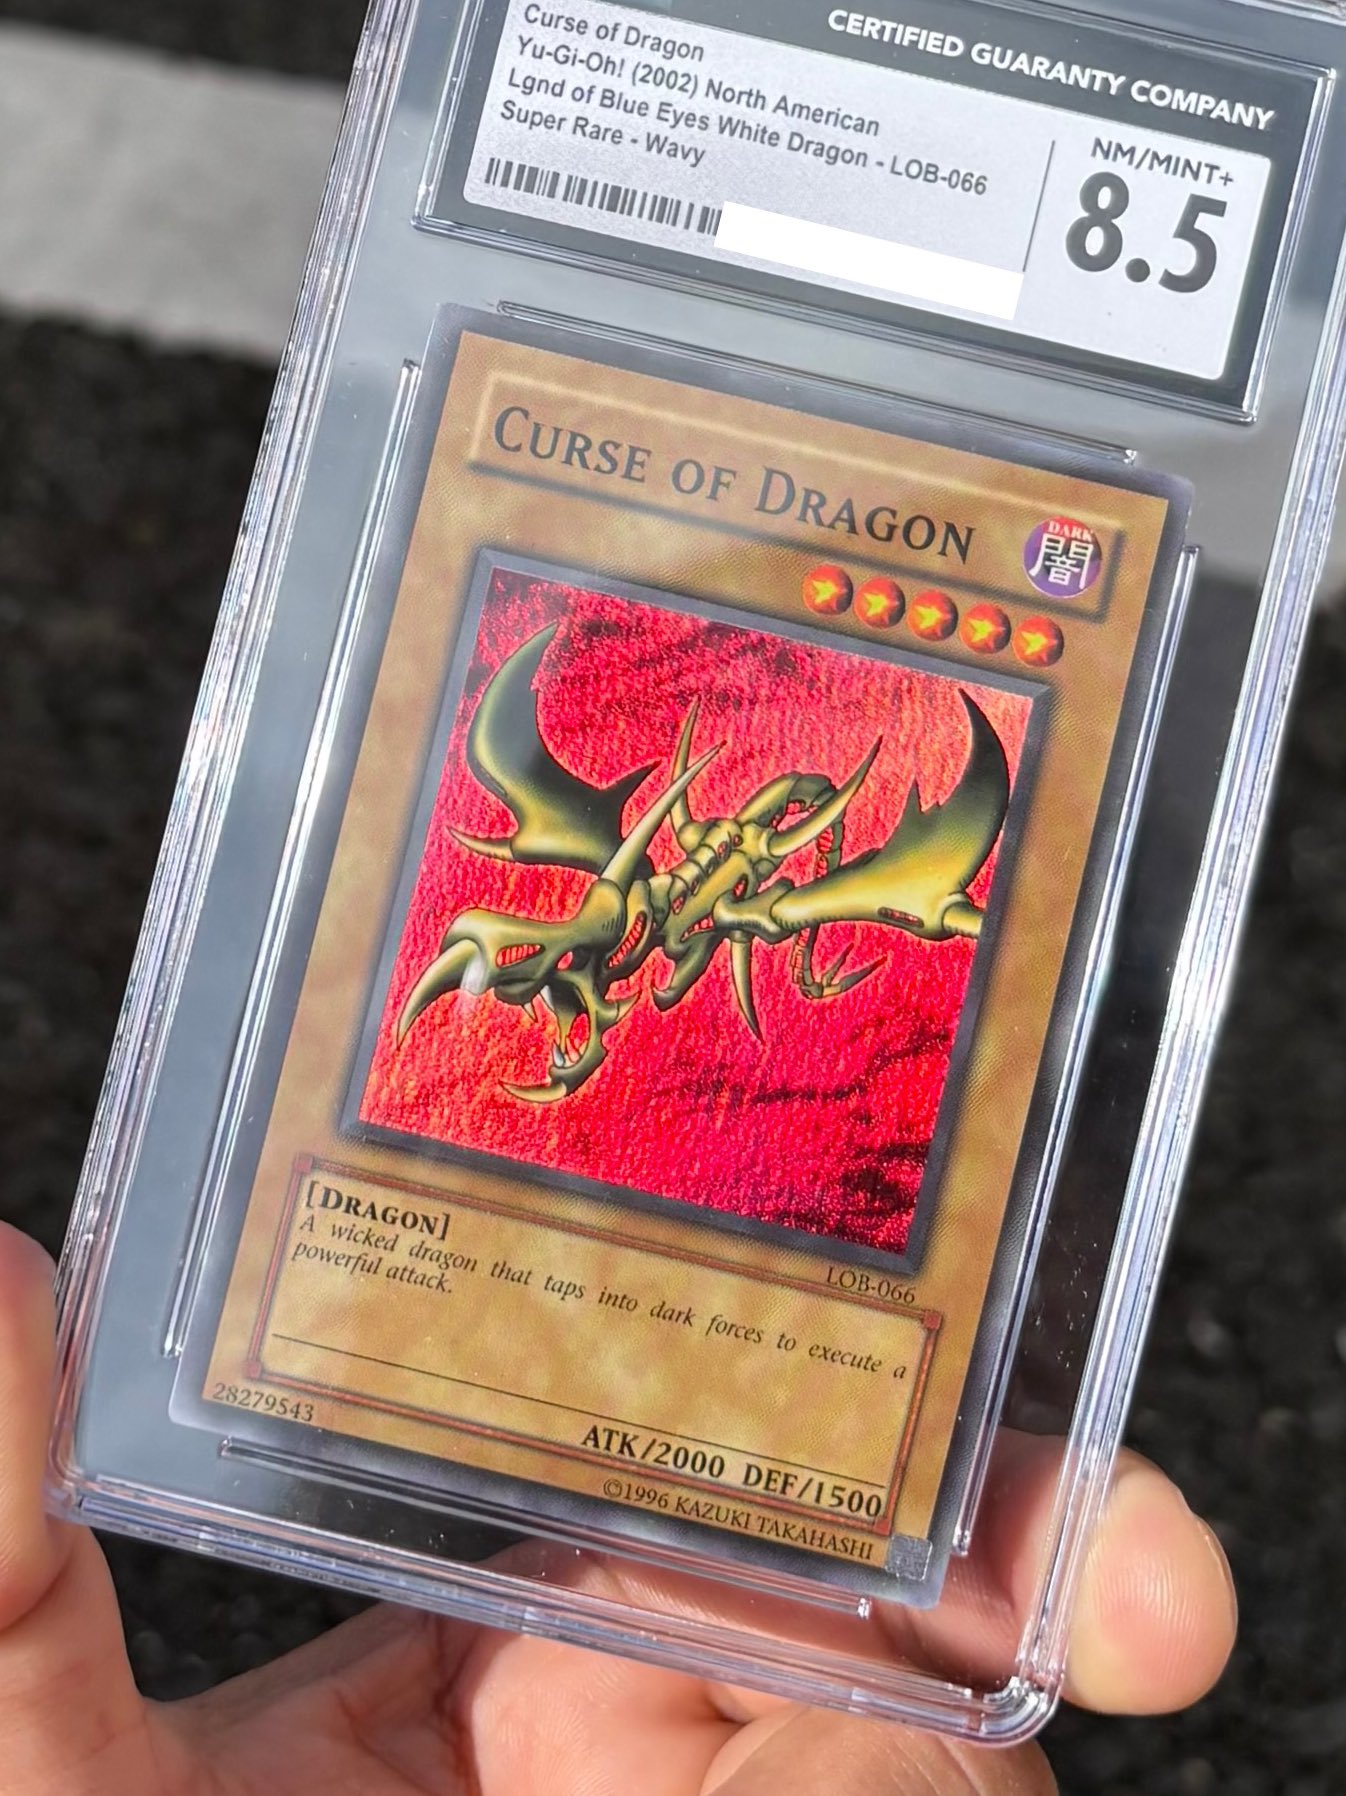 CERTIFIED GUARANTY COMPANY
Curse of Dragon
Yu-Gi-Oh! (2002) North American
Lgnd of Blue Eyes White Dragon - LOB-066
Super Rare - Wavy
NM/MINT+
8.5
CURSE OF DRAGON
DARK
闇
LOB-066
[DRAGON]
A wicked dragon that taps into dark forces to execute a
powerful attack.
ATK/2000 DEF/1500
28279543
©1996 KAZUKI TAKAHASHI